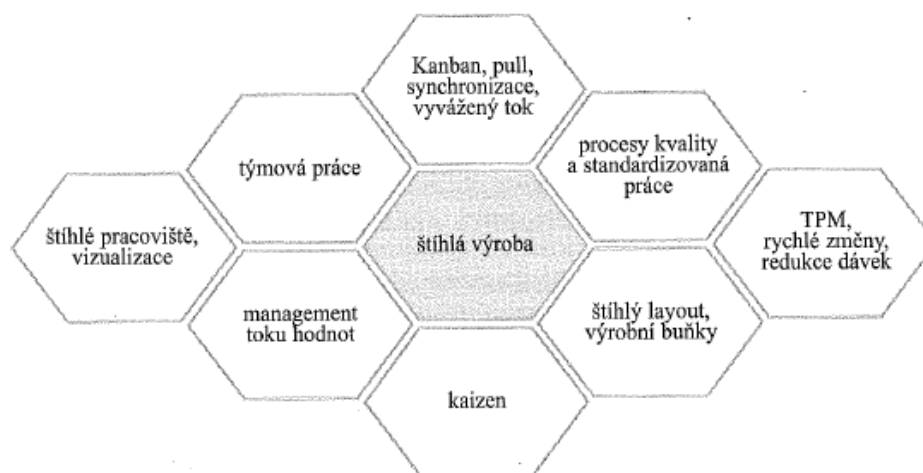 Kanban, pull,
synchronizace,
vyvážený tok
týmová práce
procesy kvality
a standardizovaná
práce
štíhlé pracoviště,
vizualizace
štíhlá výroba
TPM,
rychlé změny,
redukce dávek
management
toku hodnot
štíhlý layout,
výrobní buňky
kaizen